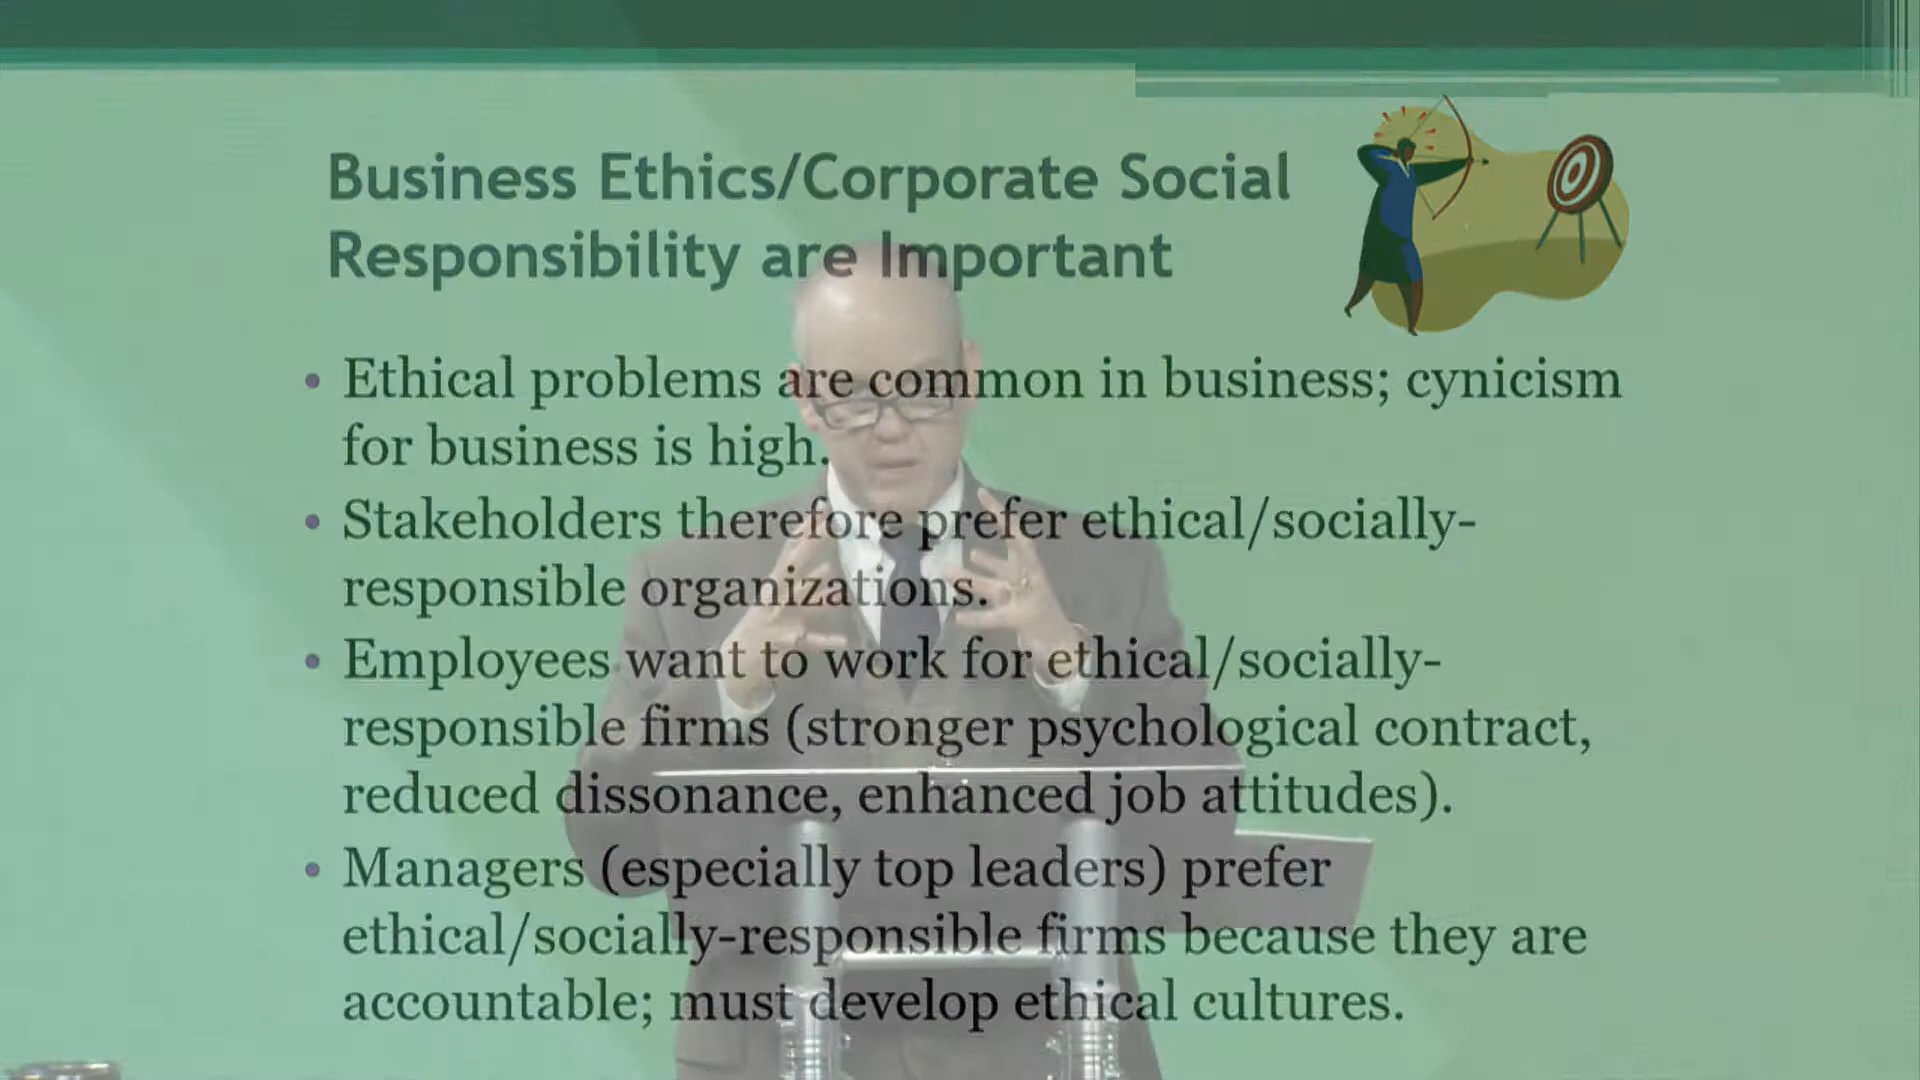 Business Ethics/Corporate Social
Responsibility are Important
• Ethical problems are common in business; cynicism
for business is high.
• Stakeholders therefore prefer ethical/socially-
responsible organizations.
• Employees want to work for ethical/socially-
responsible firms (stronger psychological contract,
reduced dissonance, enhanced job attitudes).
• Managers (especially top leaders) prefer
ethical/socially-responsible firms because they are
accountable; must develop ethical cultures.